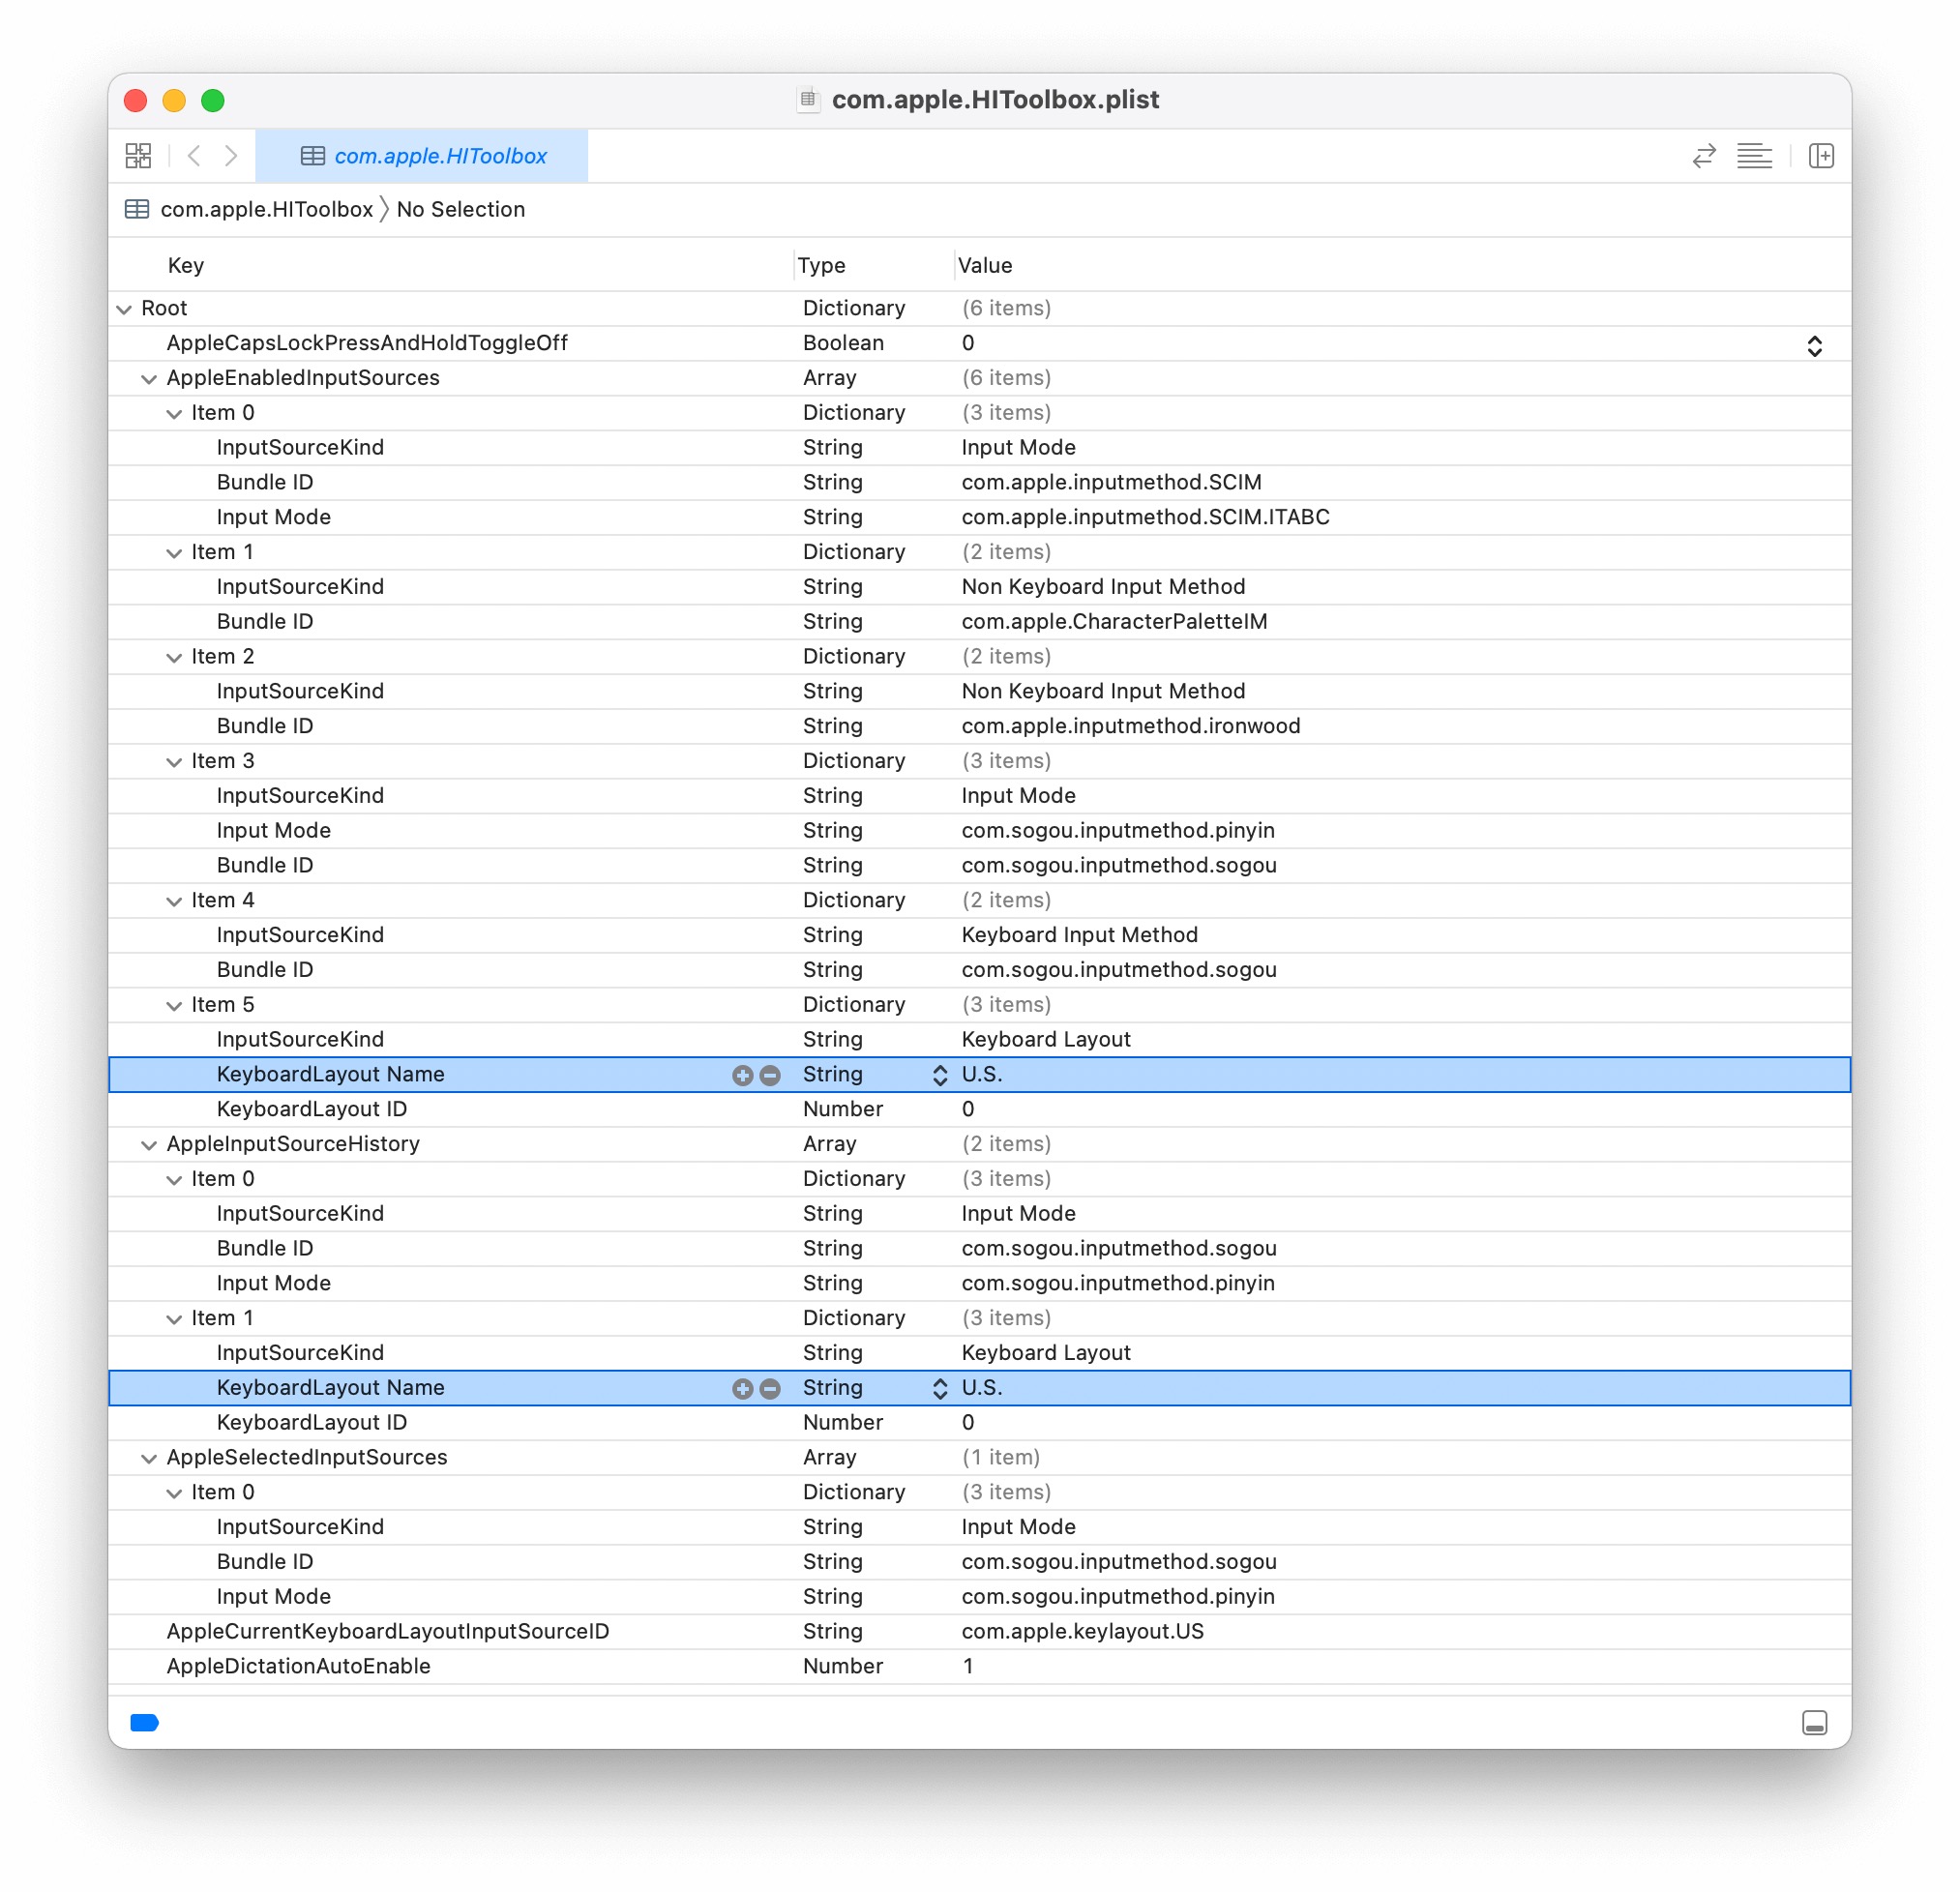 com.apple.HIToolbox.plist
com.apple.HIToolbox
com.apple.HIToolbox No Selection
Key Type Value
Root Dictionary (6 items)
AppleCapsLockPressAndHoldToggleOff Boolean 0
AppleEnabledInputSources Array (6 items)
Item 0 Dictionary (3 items)
InputSourceKind String Input Mode
Bundle ID String com.apple.inputmethod.SCIM
Input Mode String com.apple.inputmethod.SCIM.ITABC
Item 1 Dictionary (2 items)
InputSourceKind String Non Keyboard Input Method
Bundle ID String com.apple.CharacterPaletteIM
Item 2 Dictionary (2 items)
InputSourceKind String Non Keyboard Input Method
Bundle ID String com.apple.inputmethod.ironwood
Item 3 Dictionary (3 items)
InputSourceKind String Input Mode
Input Mode String com.sogou.inputmethod.pinyin
Bundle ID String com.sogou.inputmethod.sogou
Item 4 Dictionary (2 items)
InputSourceKind String Keyboard Input Method
Bundle ID String com.sogou.inputmethod.sogou
Item 5 Dictionary (3 items)
InputSourceKind String Keyboard Layout
KeyboardLayout Name String U.S.
KeyboardLayout ID Number 0
AppleInputSourceHistory Array (2 items)
Item 0 Dictionary (3 items)
InputSourceKind String Input Mode
Bundle ID String com.sogou.inputmethod.sogou
Input Mode String com.sogou.inputmethod.pinyin
Item 1 Dictionary (3 items)
InputSourceKind String Keyboard Layout
KeyboardLayout Name String U.S.
KeyboardLayout ID Number 0
AppleSelectedInputSources Array (1 item)
Item 0 Dictionary (3 items)
InputSourceKind String Input Mode
Bundle ID String com.sogou.inputmethod.sogou
Input Mode String com.sogou.inputmethod.pinyin
AppleCurrentKeyboardLayoutInputSourceID String com.apple.keylayout.US
AppleDictationAutoEnable Number 1